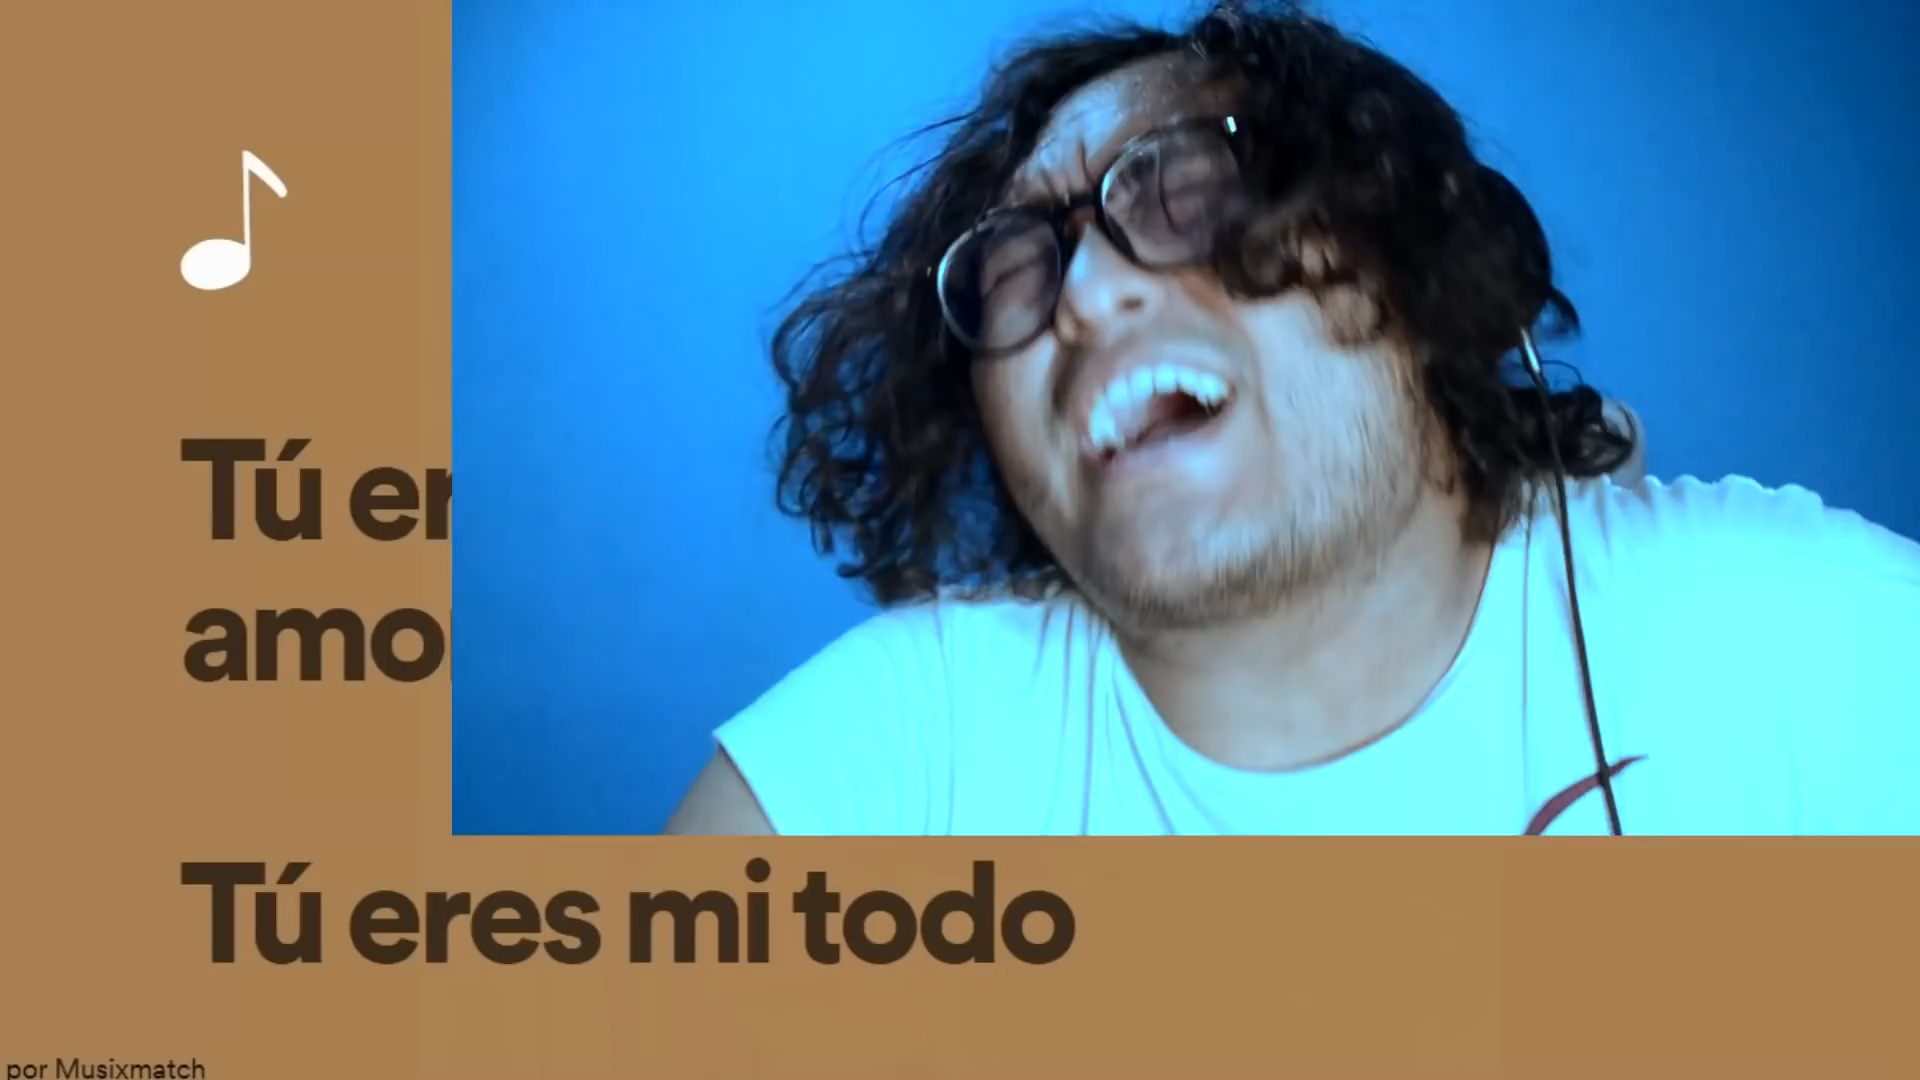 Tú er
amo
Tú eres mi todo
por Musixmatch